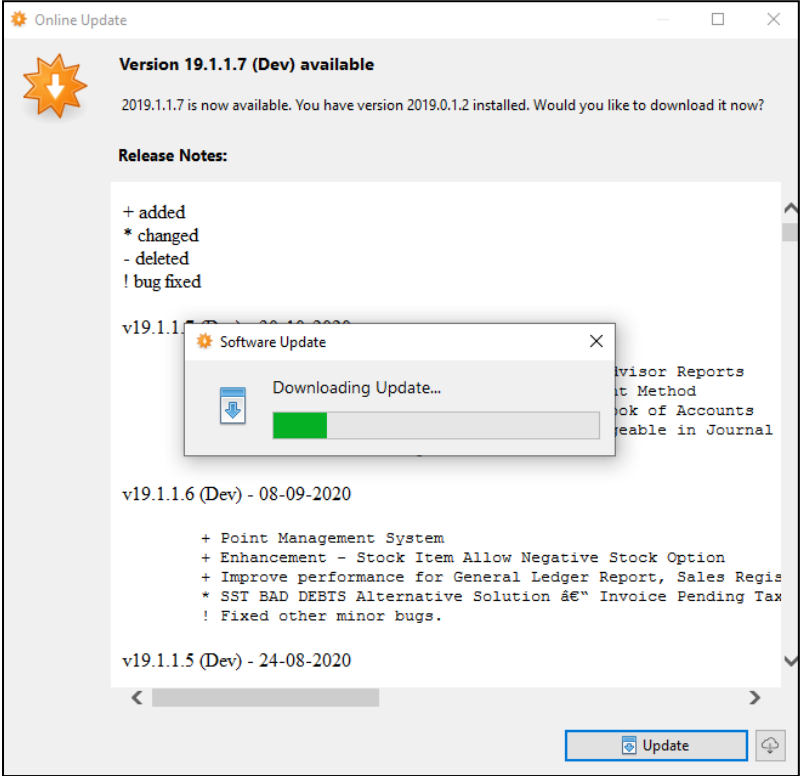 Online Update
Version 19.1.1.7 (Dev) available
2019.1.1.7 is now available. You have version 2019.0.1.2 installed. Would you like to download it now?
Release Notes:
+ added
* changed
- deleted
! bug fixed
v19.1.1.
Software Update
Downloading Update...
Reports
Method
of Accounts
in Journal
v19.1.1.6 (Dev) - 08-09-2020
+ Point Management System
+ Enhancement - Stock Item Allow Negative Stock Option
+ Improve performance for General Ledger Report, Sales Regis
* SST BAD DEBTS Alternative Solution â€“ Invoice Pending Tax
! Fixed other minor bugs.
v19.1.1.5 (Dev) - 24-08-2020
Update